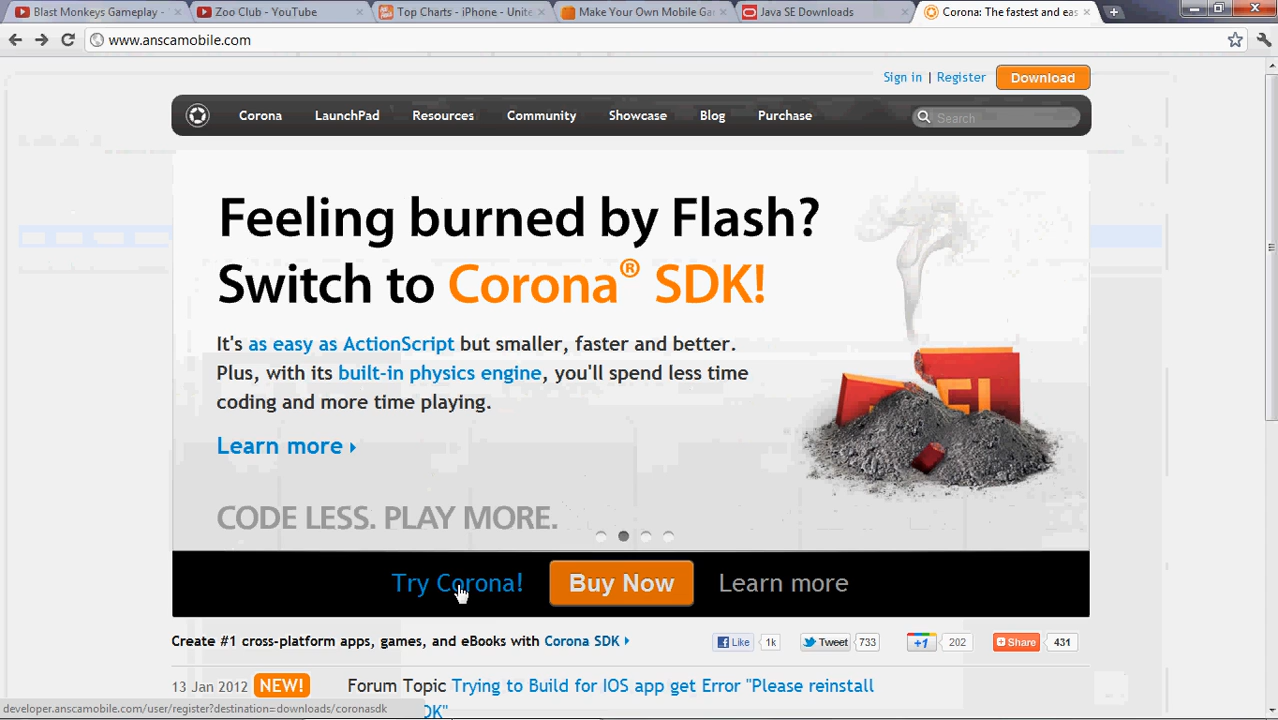 Blast Monkeys Gameplay -
Zoo Club - YouTube
Top Charts - iPhone - Unite
Make Your Own Mobile Ga
Java SE Downloads
Corona: The fastest and eas
www.anscamobile.com
Sign in | Register
Download
Corona
LaunchPad
Resources
Community
Showcase
Blog
Purchase
Search
Feeling burned by Flash?
Switch to Corona® SDK!
It's as easy as ActionScript but smaller, faster and better.
Plus, with its built-in physics engine, you'll spend less time
coding and more time playing.
Learn more
CODE LESS. PLAY MORE.
Try Corona!
Buy Now
Learn more
Create #1 cross-platform apps, games, and eBooks with Corona SDK
Like
1k
Tweet
733
+1
202
Share
431
13 Jan 2012
NEW!
Forum Topic Trying to Build for IOS app get Error "Please reinstall
developer.anscamobile.com/user/register?destination=downloads/coronasdk
DK"